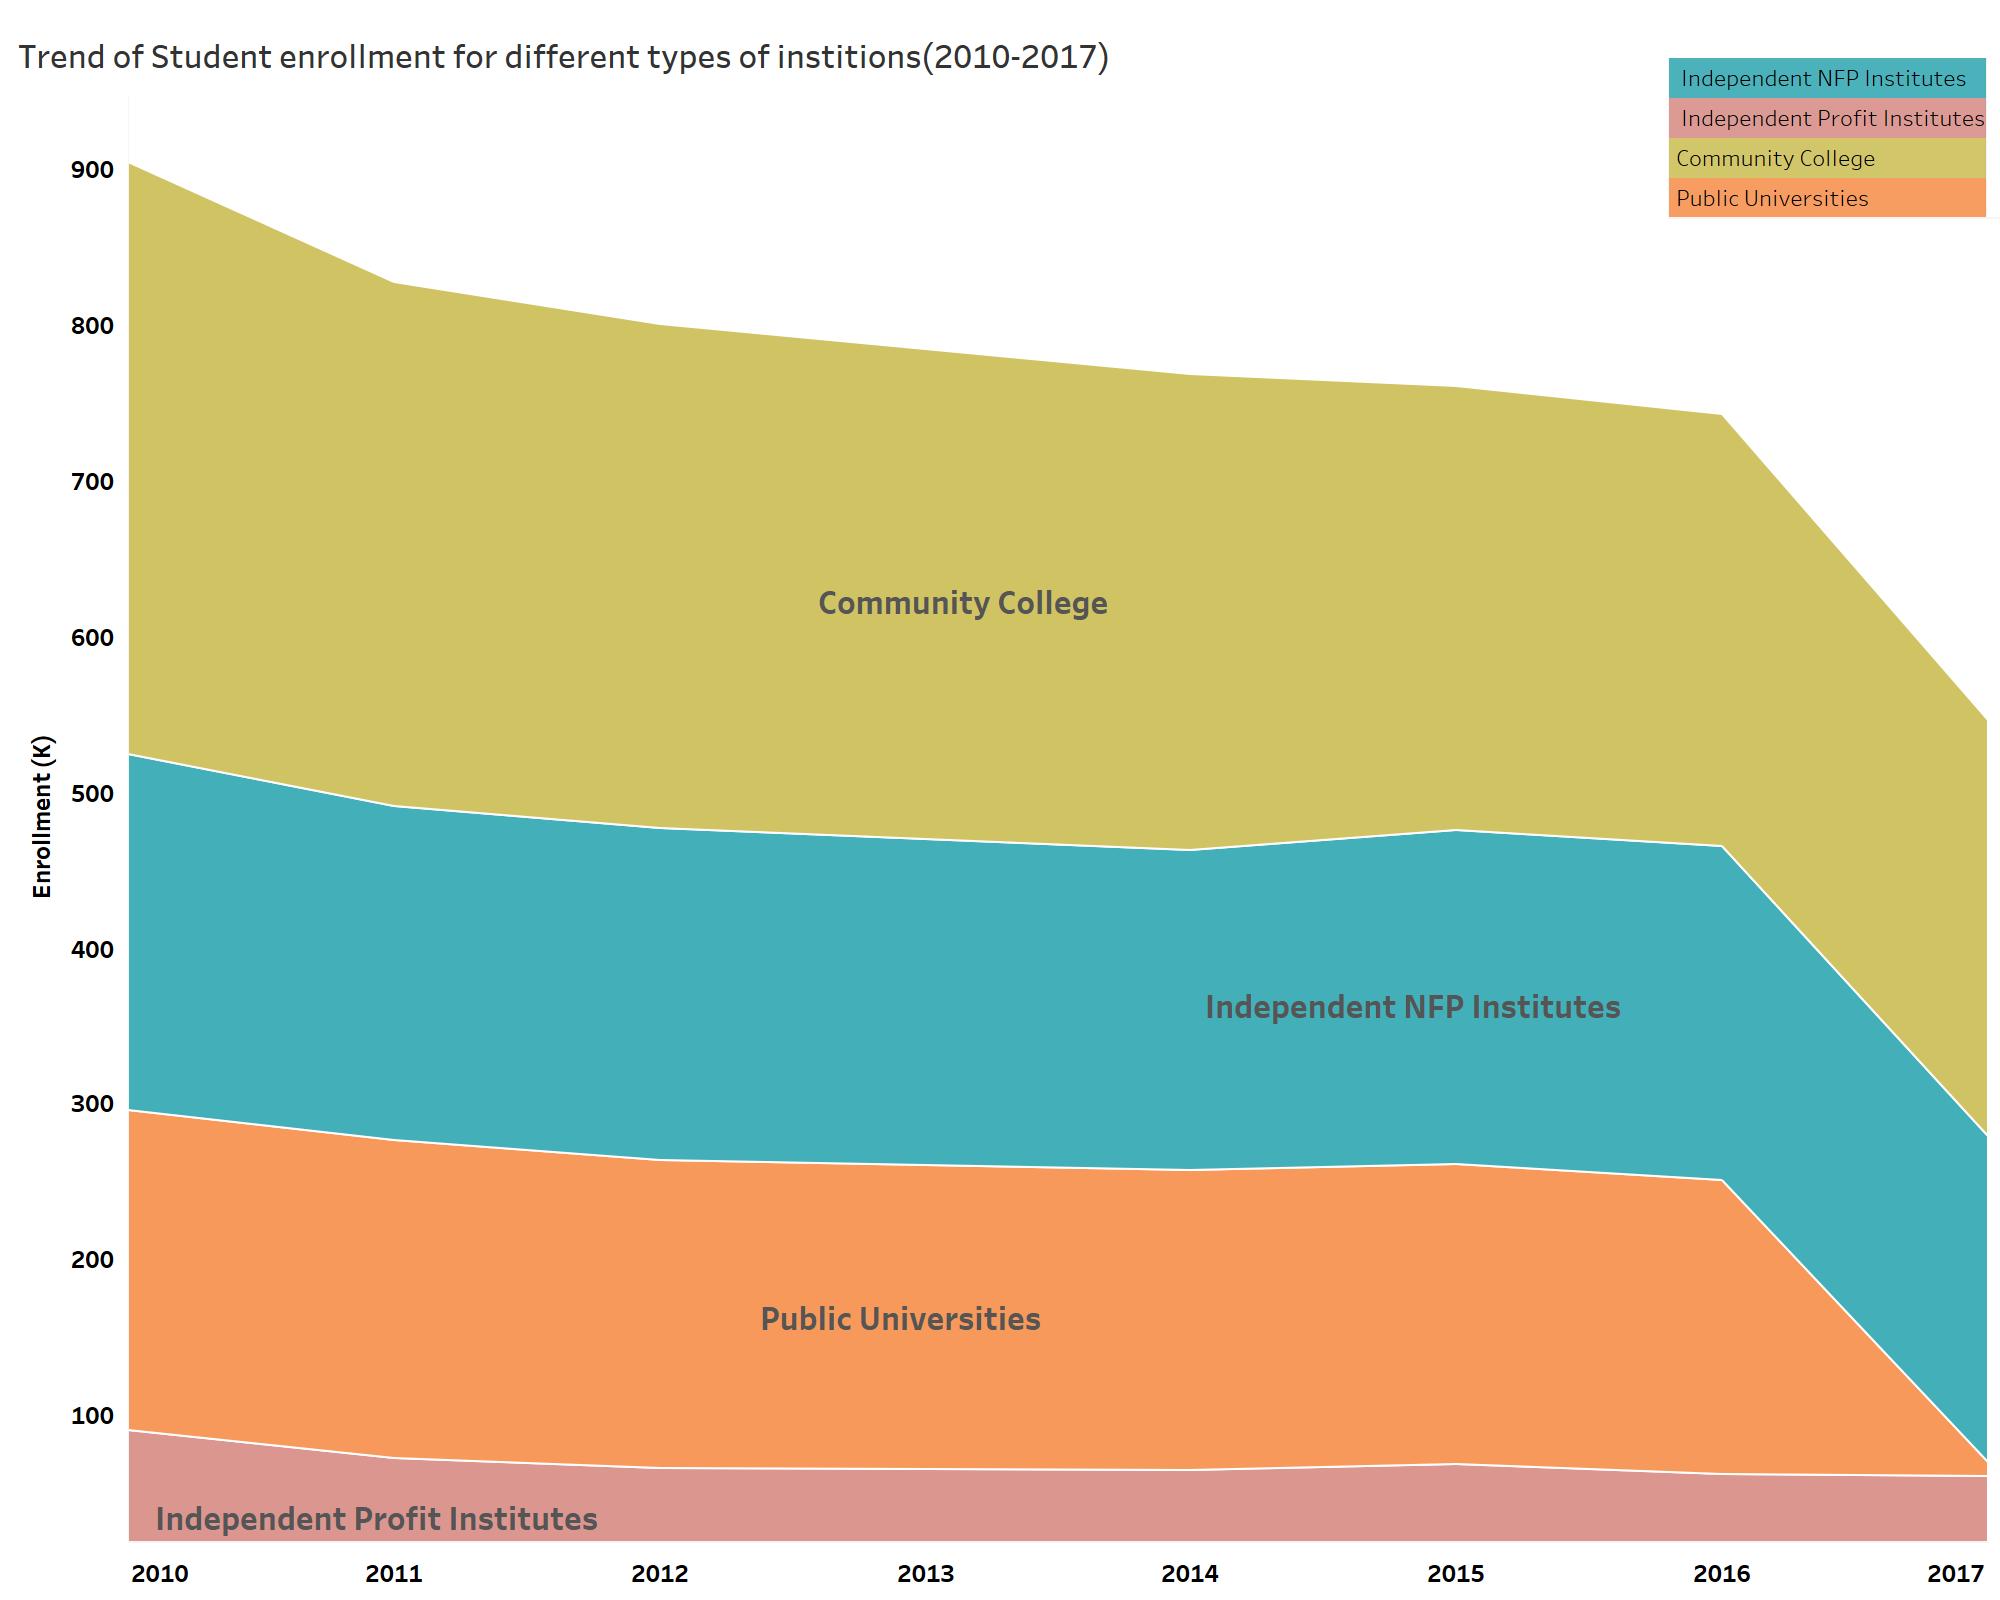 Trend of Student enrollment for different types of institions(2010-2017)
Independent NFP Institutes
Independent Profit Institutes
Community College
Public Universities
900
800
700
600
500
400
300
200
100
Enrollment (K)
Community College
Independent NFP Institutes
Public Universities
Independent Profit Institutes
2010 2011 2012 2013 2014 2015 2016 2017